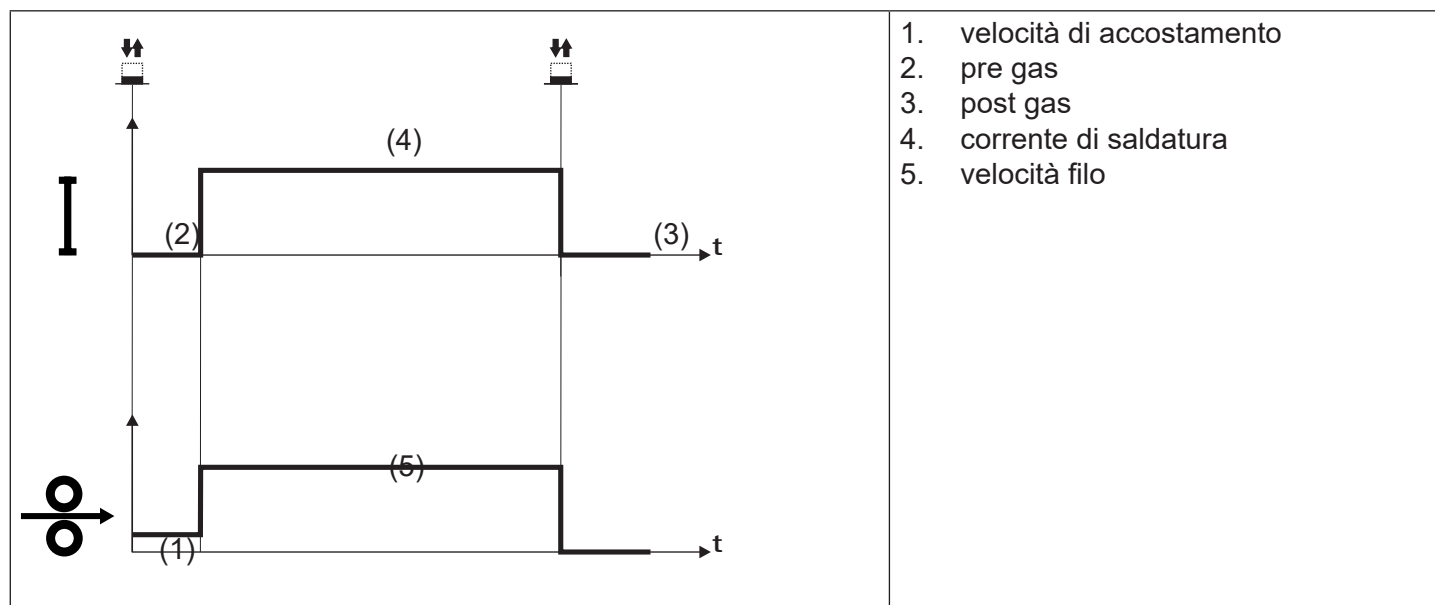 (4)
I
(2)
(3)
t
(5)
(1)
t
1. velocità di accostamento
2. pre gas
3. post gas
4. corrente di saldatura
5. velocità filo